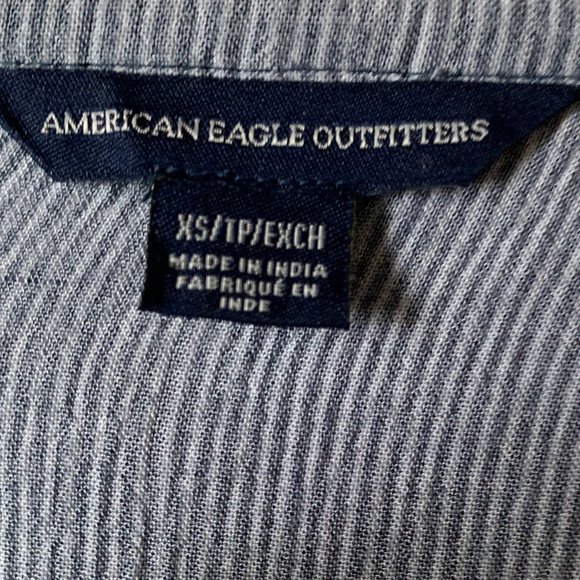 AMERICAN EAGLE OUTFITTERS
XS/TP/EXCH
MADE IN INDIA
FABRIQUÉ EN
INDE